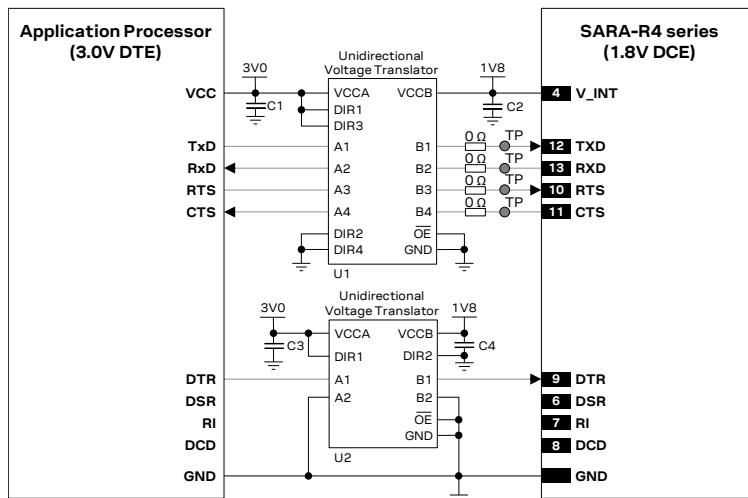 Application Processor
(3.0V DTE)
SARA-R4 series
(1.8V DCE)
Unidirectional
Voltage Translator
3V0
1V8
VCC
C1
VCCA
DIR1
DIR3
VCCB
C2
4 V_INT
TxD
A1
B1
0 Ω
TP
12 TXD
RxD
A2
B2
0 Ω
TP
13 RXD
RTS
A3
B3
0 Ω
TP
10 RTS
CTS
A4
B4
0 Ω
TP
11 CTS
DIR2
DIR4
OE
GND
U1
Unidirectional
Voltage Translator
3V0
1V8
C3
VCCA
DIR1
VCCB
DIR2
C4
DTR
A1
B1
9 DTR
DSR
A2
B2
6 DSR
RI
OE
7 RI
DCD
GND
8 DCD
U2
GND
GND